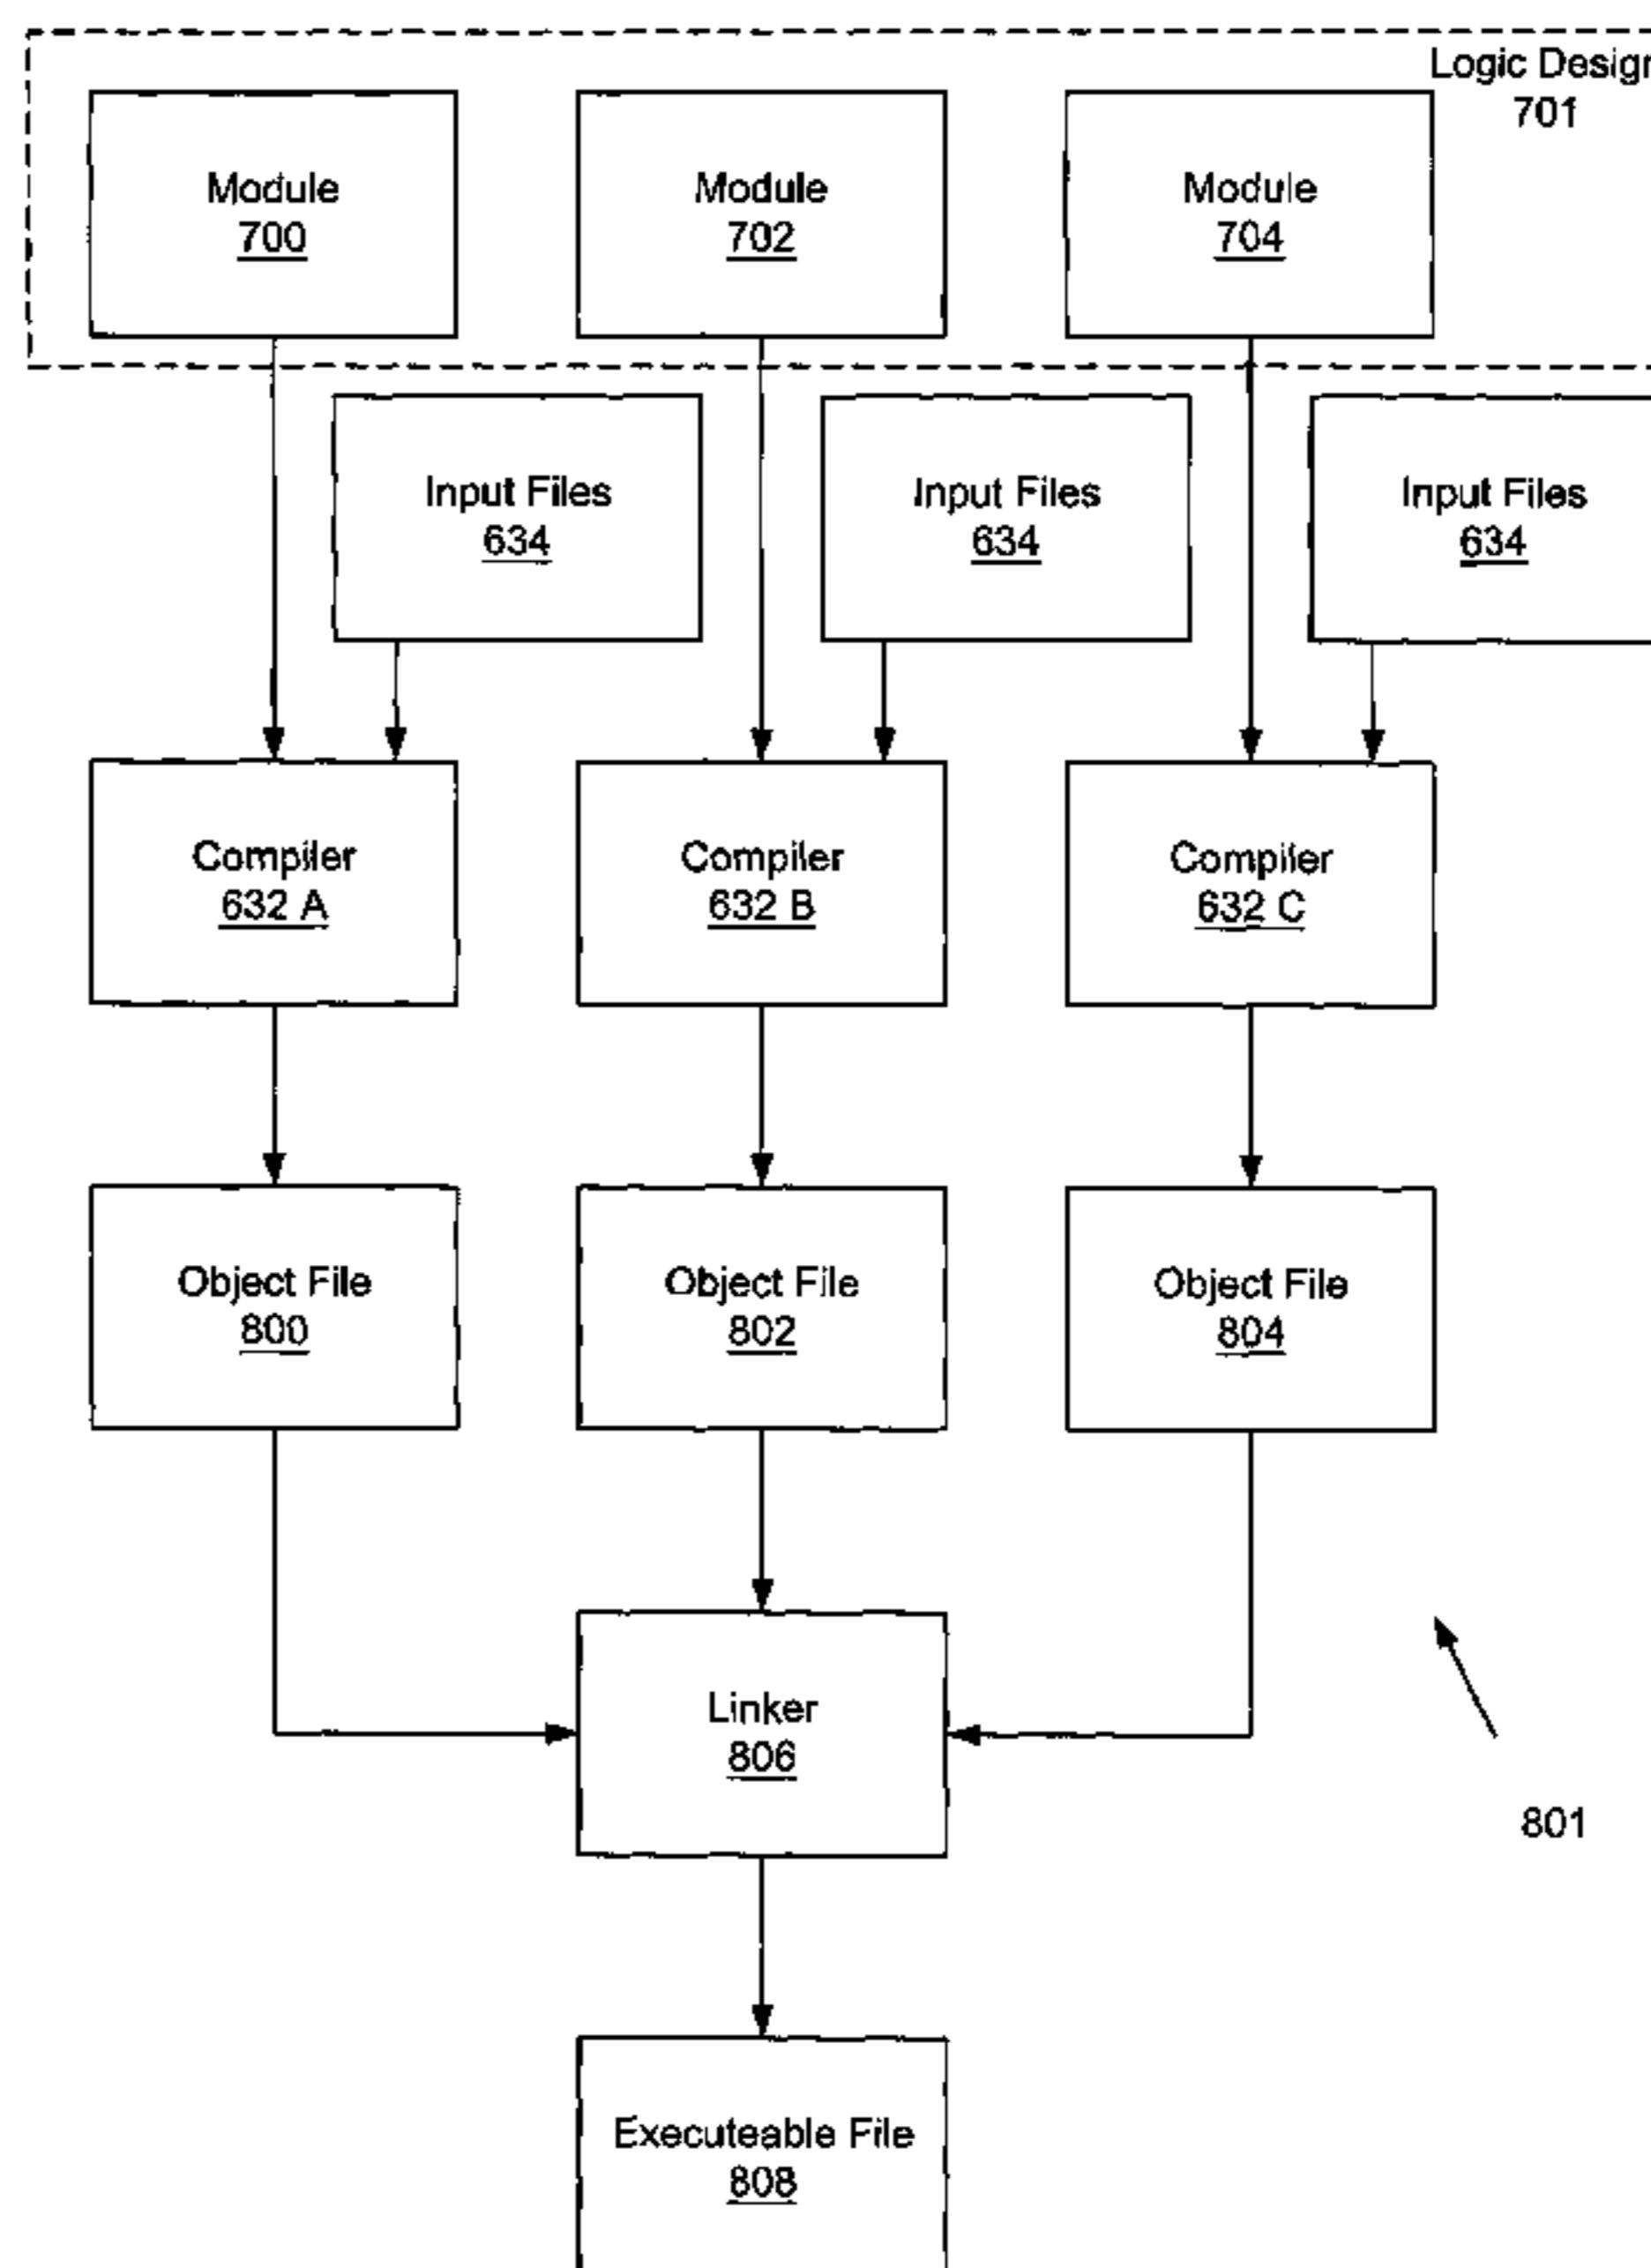 Logic Design
701
Module
700
Module
702
Module
704
Input Files
634
Input Files
634
Input Files
634
Compiler
632 A
Compiler
632 B
Compiler
632 C
Object File
800
Object File
802
Object File
804
Linker
806
801
Executeable File
808